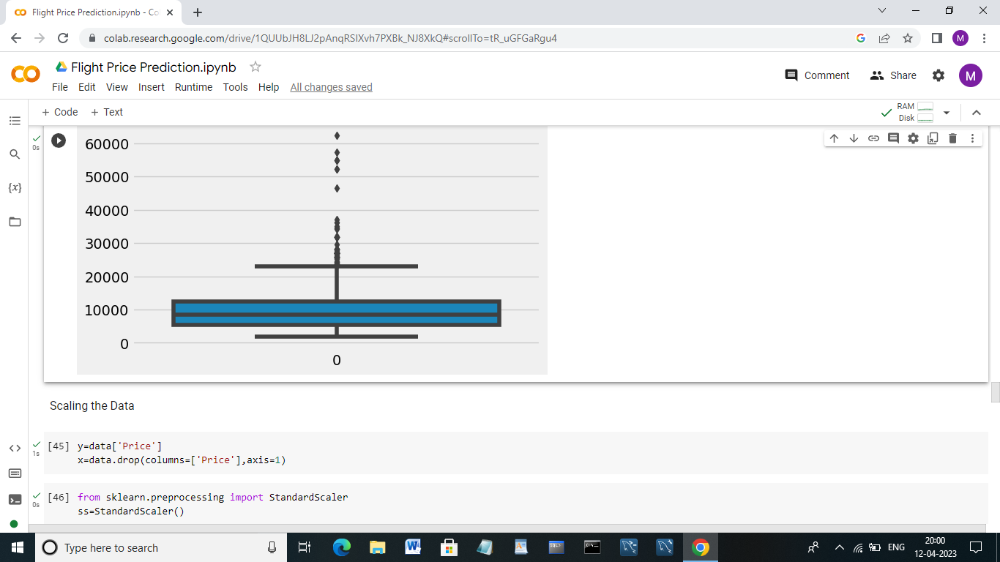 Flight Price Prediction.ipynb - Co
colab.research.google.com/drive/1QUUbJH8LJ2pAnqRSIXvh7PXBk_NJ8XkQ#scrollTo=tR_uGFGaRgu4
M
Flight Price Prediction.ipynb
File Edit View Insert Runtime Tools Help All changes saved
Comment Share M
+ Code + Text
RAM
Disk
{x}
0s
60000
50000
40000
30000
20000
10000
0
0
Scaling the Data
1s
[45] y=data['Price']
x=data.drop(columns=['Price'],axis=1)
0s
[46] from sklearn.preprocessing import StandardScaler
ss=StandardScaler()
Type here to search
ENG
20:00
12-04-2023